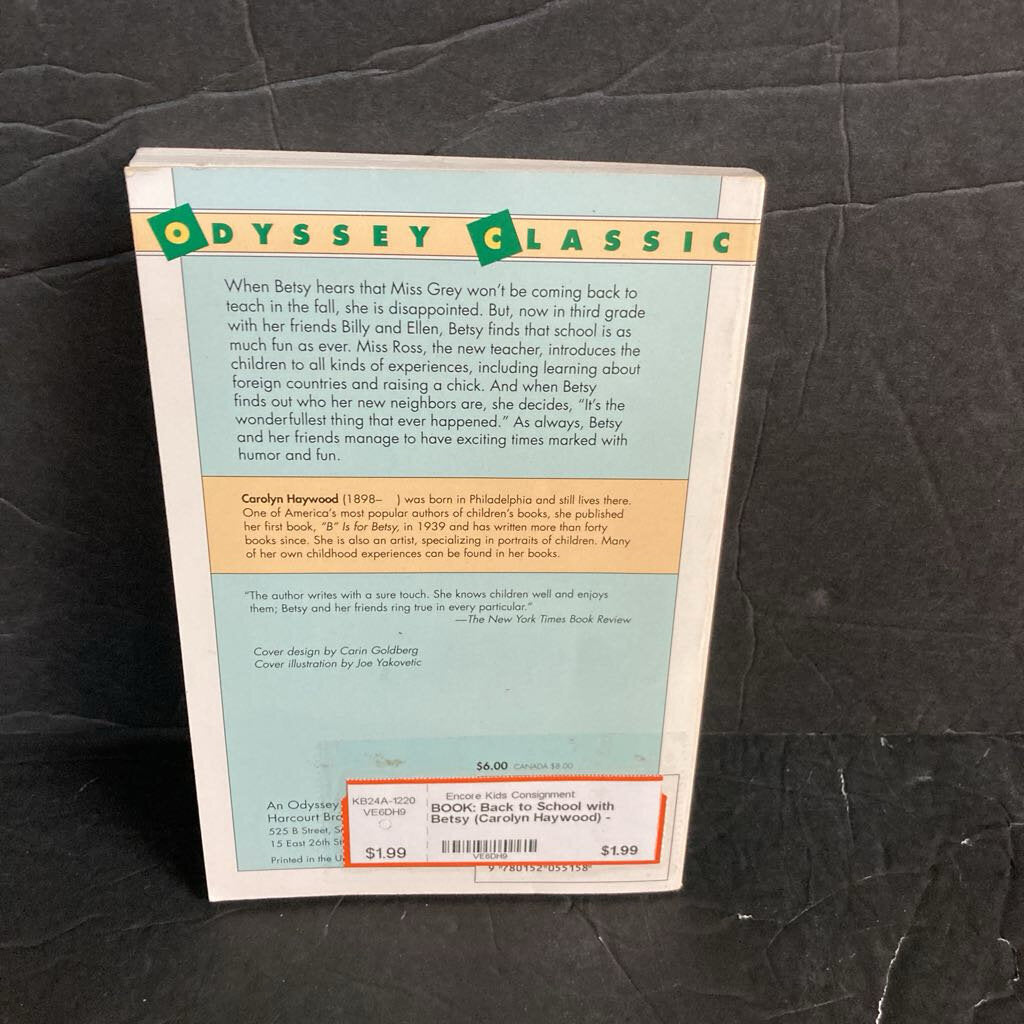 ODYSSEY CLASSIC
When Betsy hears that Miss Grey won't be coming back to
teach in the fall, she is disappointed. But, now in third grade
with her friends Billy and Ellen, Betsy finds that school is as
much fun as ever. Miss Ross, the new teacher, introduces the
children to all kinds of experiences, including learning about
foreign countries and raising a chick. And when Betsy
finds out who her new neighbors are, she decides, "It's the
wonderfullest thing that ever happened." As always, Betsy
and her friends manage to have exciting times marked with
humor and fun.
Carolyn Haywood (1898– ) was born in Philadelphia and still lives there.
One of America's most popular authors of children's books, she published
her first book, "B" Is for Betsy, in 1939 and has written more than forty
books since. She is also an artist, specializing in portraits of children. Many
of her own childhood experiences can be found in her books.
"The author writes with a sure touch. She knows children well and enjoys
them; Betsy and her friends ring true in every particular."
—The New York Times Book Review
Cover design by Carin Goldberg
Cover illustration by Joe Yakovetic
$6.00 CANADA $8.00
An Odyssey
Harcourt
525 B Street,
15 East 26th
Printed in the
KB24A-1220
VE6DH9
$1.99
Encore Kids Consignment
BOOK: Back to School with
Betsy (Carolyn Haywood) -
VE6DH9
$1.99
9 780152 055158